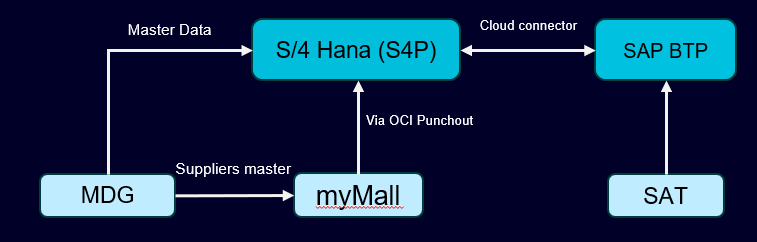 Master Data
S/4 Hana (S4P)
Cloud connector
SAP BTP
Via OCI Punchout
Suppliers master
MDG
myMall
SAT